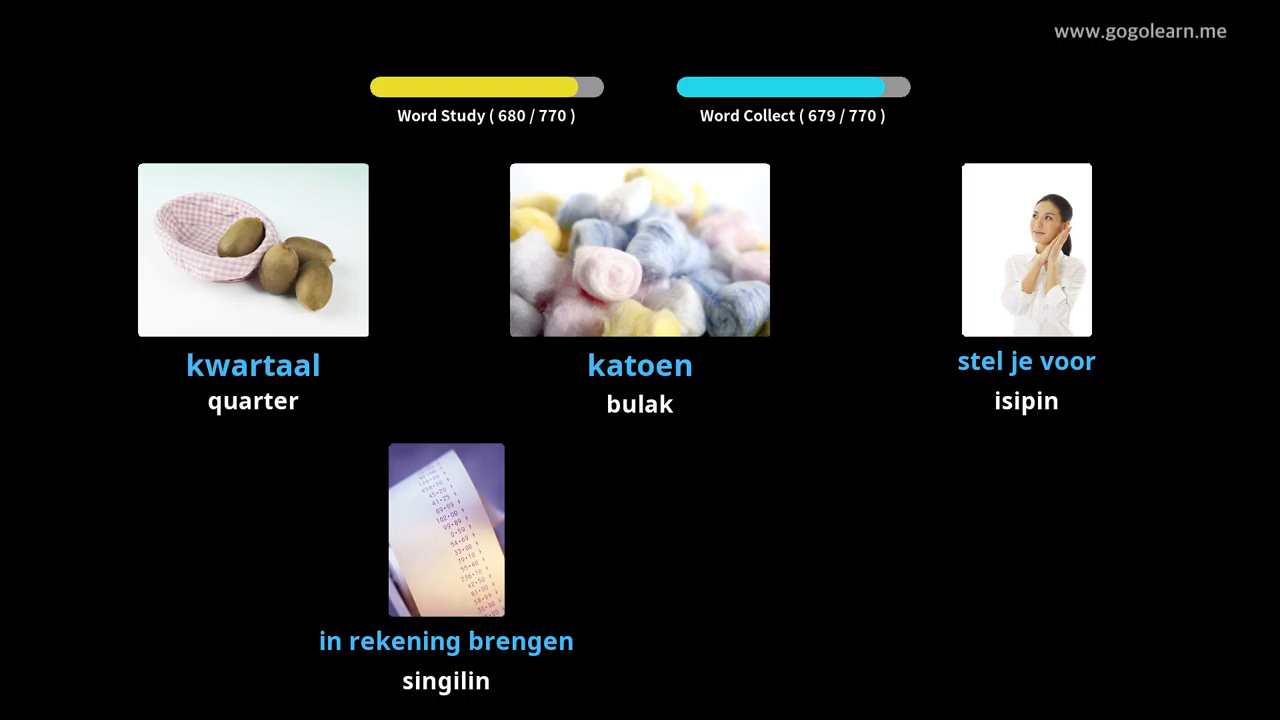 www.gogolearn.me
Word Study ( 680 / 770 )
Word Collect ( 679 / 770 )
kwartaal
quarter
katoen
bulak
stel je voor
isipin
in rekening brengen
singilin